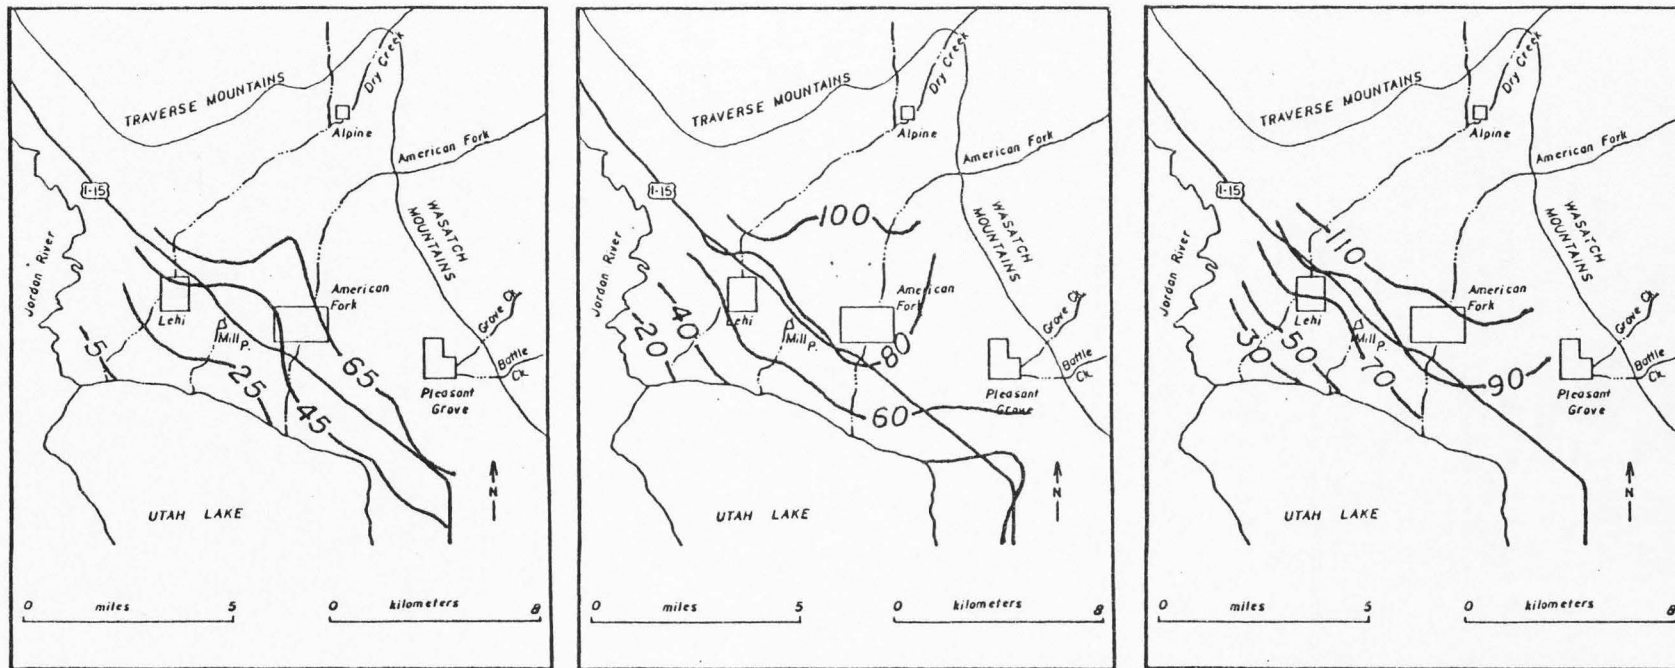 TRAVERSE MOUNTAINS
Dry Creek
Alpine
American Fork
I-15
WASATCH
MOUNTAINS
Jordan River
Lehi
Mill P.
American
Fork
Grove Ck
Battle
Ck
Pleasant
Grove
5
25
45
65
UTAH LAKE
N
0 miles 5
0 kilometers 8
TRAVERSE MOUNTAINS
Dry Creek
Alpine
American Fork
I-15
WASATCH
MOUNTAINS
100
Jordan River
Lehi
Mill P.
American
Fork
Grove Ck
Battle
Ck
Pleasant
Grove
20
40
60
80
UTAH LAKE
N
0 miles 5
0 kilometers 8
TRAVERSE MOUNTAINS
Dry Creek
Alpine
American Fork
I-15
WASATCH
MOUNTAINS
110
Jordan River
Lehi
Mill P.
American
Fork
Grove Ck
Battle
Ck
Pleasant
Grove
30
50
70
90
UTAH LAKE
N
0 miles 5
0 kilometers 8